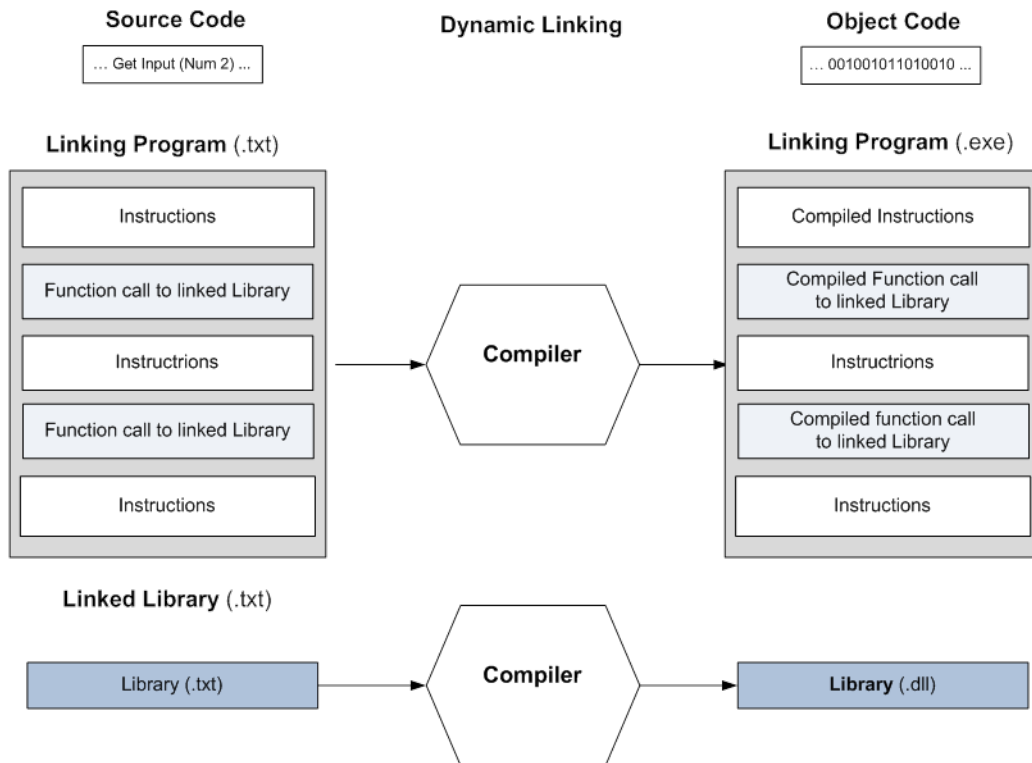 Source Code
Dynamic Linking
Object Code
... Get Input (Num 2) ...
... 001001011010010 ...
Linking Program (.txt)
Linking Program (.exe)
Instructions
Function call to linked Library
Instructrions
Function call to linked Library
Instructions
Compiler
Compiled Instructions
Compiled Function call
to linked Library
Instructrions
Compiled function call
to linked Library
Instructions
Linked Library (.txt)
Library (.txt)
Compiler
Library (.dll)